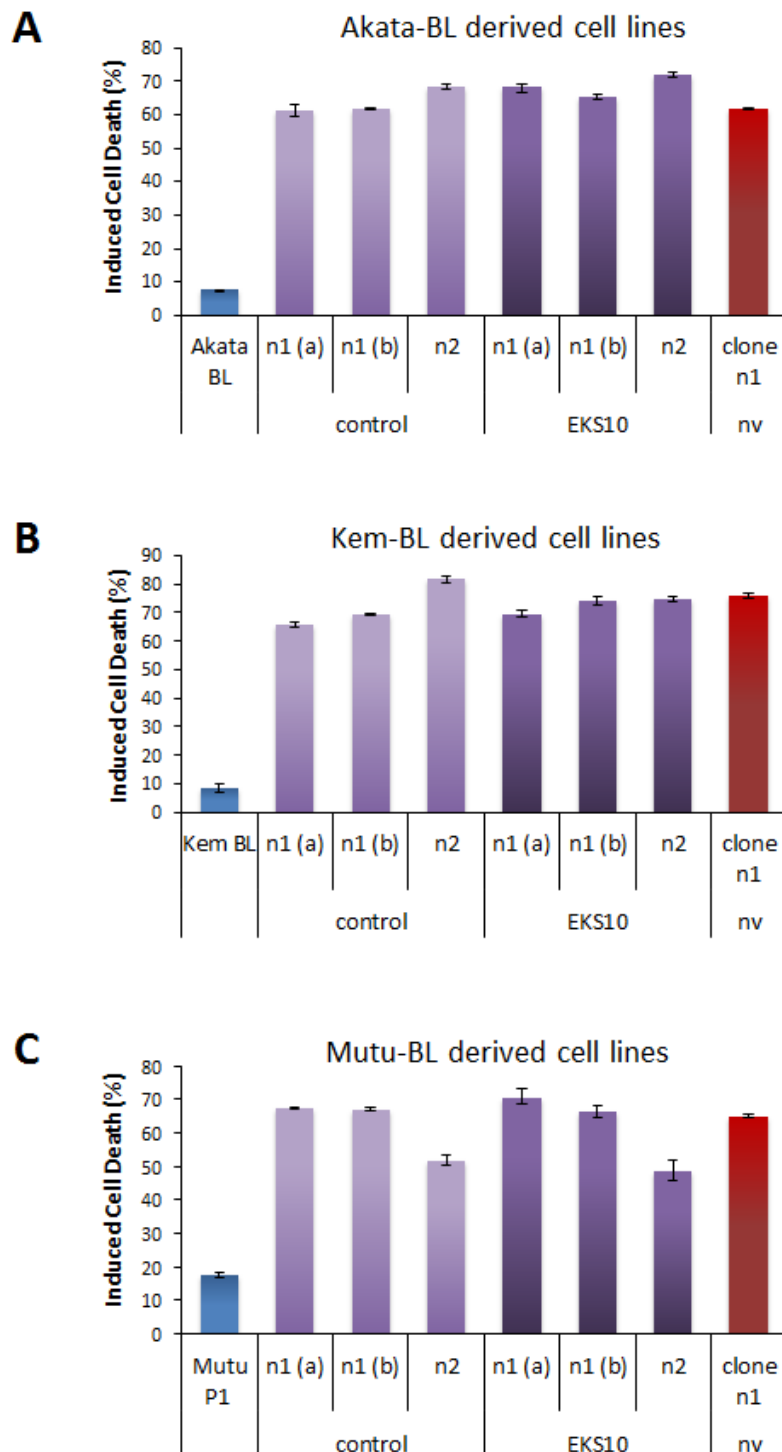 A
Akata-BL derived cell lines
Induced Cell Death (%)
80
70
60
50
40
30
20
10
0
Akata BL n1 (a) n1 (b) n2 n1 (a) n1 (b) n2 clone n1
control EKS10 nv
B
Kem-BL derived cell lines
Induced Cell Death (%)
90
80
70
60
50
40
30
20
10
0
Kem BL n1 (a) n1 (b) n2 n1 (a) n1 (b) n2 clone n1
control EKS10 nv
C
Mutu-BL derived cell lines
Induced Cell Death (%)
80
70
60
50
40
30
20
10
0
Mutu P1 n1 (a) n1 (b) n2 n1 (a) n1 (b) n2 clone n1
control EKS10 nv